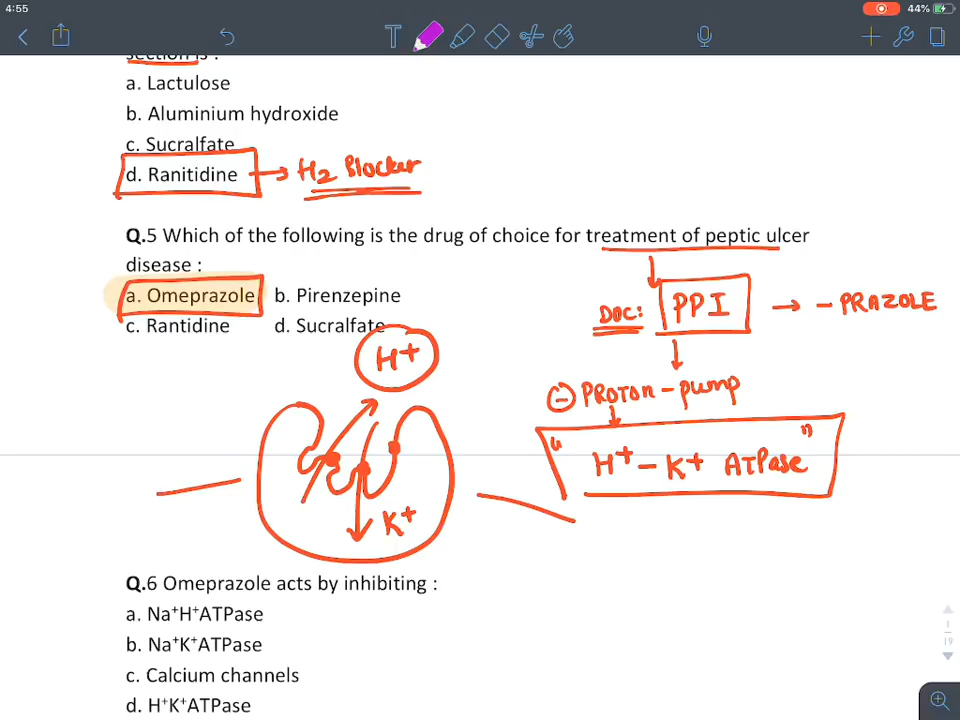 4:55
44%
T
section is :
a. Lactulose
b. Aluminium hydroxide
c. Sucralfate
d. Ranitidine → H2 Blocker
Q.5 Which of the following is the drug of choice for treatment of peptic ulcer
disease :
a. Omeprazole b. Pirenzepine
c. Rantidine d. Sucralfate
DOC: PPI → - PRAZOLE
H+
⊖ PROTON - pump
" H+ - K+ ATPase "
K+
Q.6 Omeprazole acts by inhibiting :
a. Na⁺H⁺ATPase
b. Na⁺K⁺ATPase
c. Calcium channels
d. H⁺K⁺ATPase
1
19